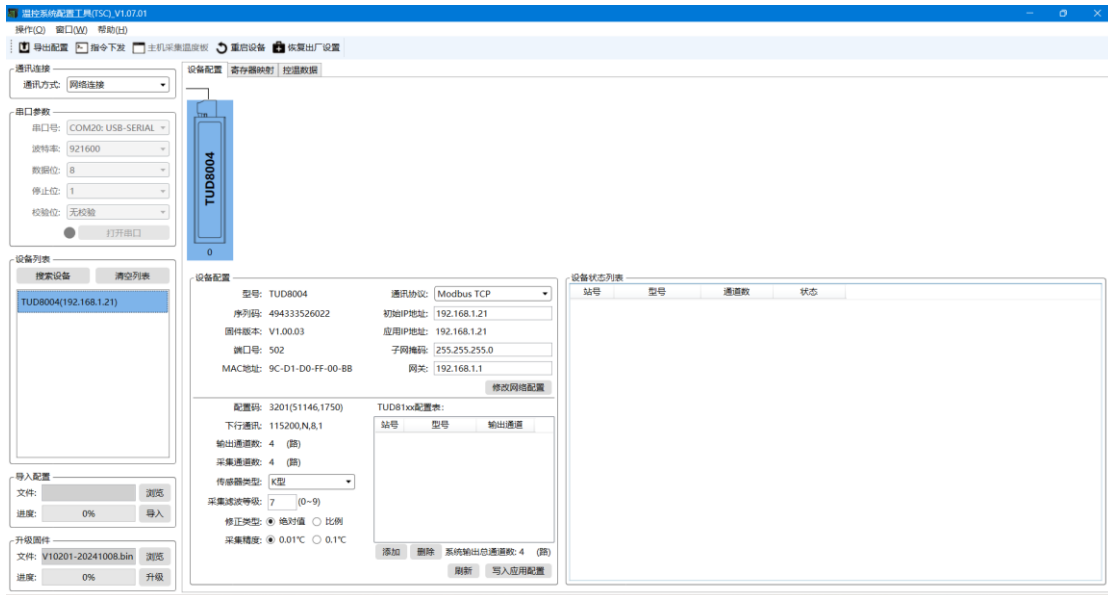 温控系统配置工具(TSC)_V1.07.01
操作(O) 窗口(W) 帮助(H)
导出配置 指令下发 主机采集温度板 重启设备 恢复出厂设置
通讯连接
通讯方式: 网络连接
串口参数
串口号: COM20: USB-SERIAL
波特率: 921600
数据位: 8
停止位: 1
校验位: 无校验
打开串口
设备列表
搜索设备 清空列表
TUD8004(192.168.1.21)
导入配置
文件: 浏览
进度: 0% 导入
升级固件
文件: V10201-20241008.bin 浏览
进度: 0% 升级
设备配置 寄存器映射 控温数据
TUD8004
0
设备配置
型号: TUD8004 通讯协议: Modbus TCP
序列码: 494333526022 初始IP地址: 192.168.1.21
固件版本: V1.00.03 应用IP地址: 192.168.1.21
端口号: 502 子网掩码: 255.255.255.0
MAC地址: 9C-D1-D0-FF-00-BB 网关: 192.168.1.1
修改网络配置
配置码: 3201(51146,1750) TUD81xx配置表:
下行通讯: 115200,N,8,1 站号 型号 输出通道
输出通道数: 4 (路)
采集通道数: 4 (路)
传感器类型: K型
采集滤波等级: 7 (0~9)
修正类型: 绝对值 比例
采集精度: 0.01℃ 0.1℃
添加 删除 系统输出总通道数: 4 (路)
刷新 写入应用配置
设备状态列表
站号 型号 通道数 状态